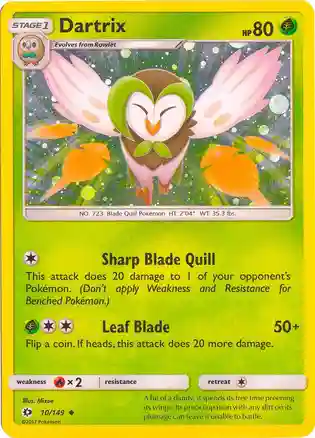 STAGE 1
Dartrix
HP 80
Evolves from Rowlet
NO. 723 Blade Quill Pokémon HT: 2'04" WT: 35.3 lbs.
Sharp Blade Quill
This attack does 20 damage to 1 of your opponent's
Pokémon. (Don't apply Weakness and Resistance for
Benched Pokémon.)
Leaf Blade 50+
Flip a coin. If heads, this attack does 20 more damage.
weakness ×2 resistance retreat
Illus. Mizue
10/149
©2017 Pokémon
A bit of a dandy, it spends its free time preening
its wings. Its preoccupation with any dirt on its
plumage can leave it unable to battle.